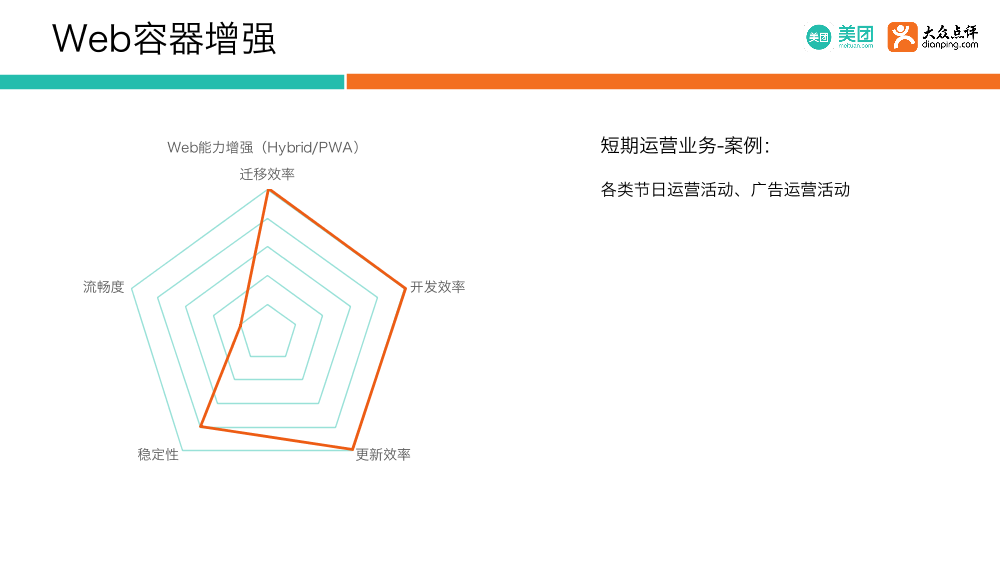 Web容器增强
美团
美团
meituan.com
大众点评
dianping.com
Web能力增强（Hybrid/PWA）
迁移效率
流畅度
开发效率
稳定性
更新效率
短期运营业务-案例：
各类节日运营活动、广告运营活动